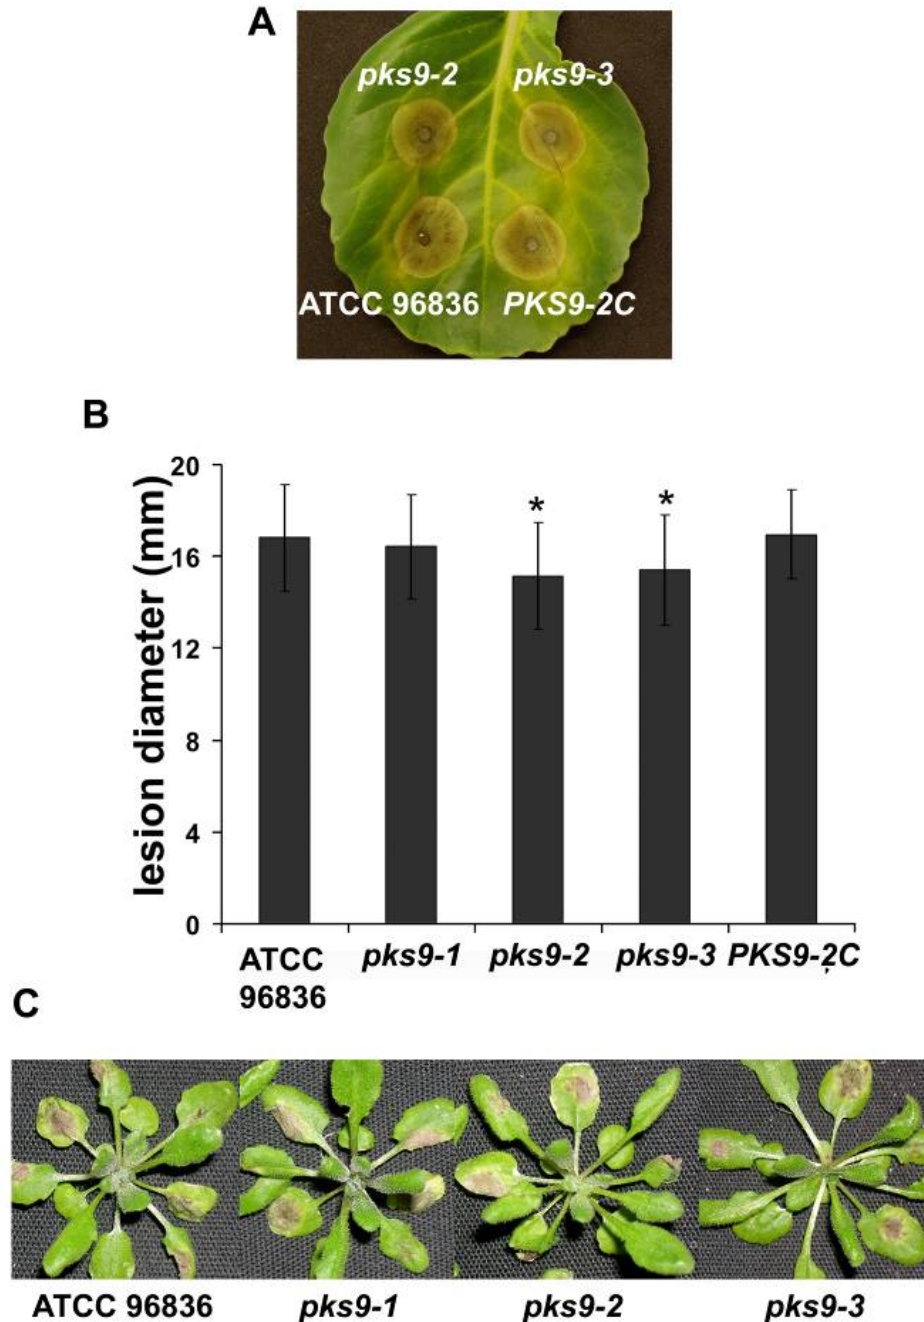 A
pks9-2 pks9-3
ATCC 96836 PKS9-2C
B
lesion diameter (mm)
20
16
12
8
4
0
* *
ATCC 96836 pks9-1 pks9-2 pks9-3 PKS9-2C
C
ATCC 96836 pks9-1 pks9-2 pks9-3